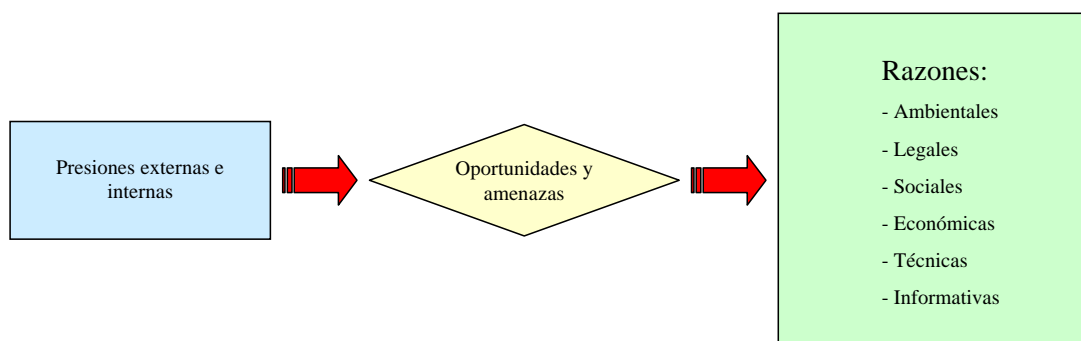 Presiones externas e
internas
Oportunidades y
amenazas
Razones:
- Ambientales
- Legales
- Sociales
- Económicas
- Técnicas
- Informativas